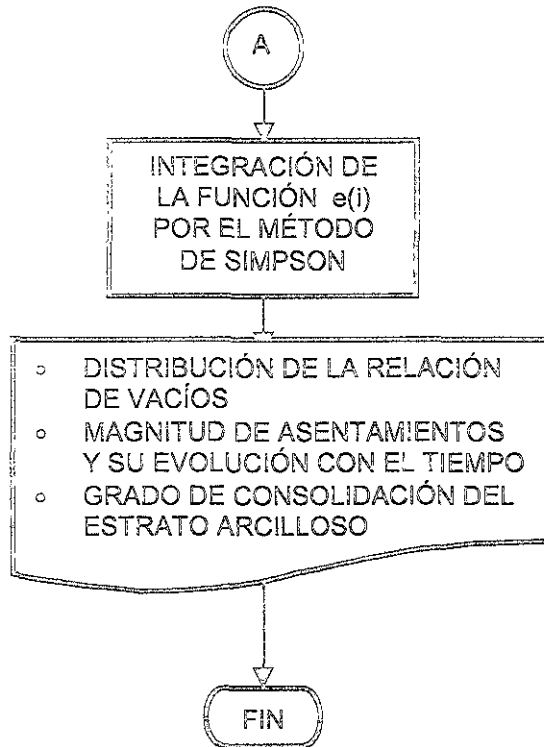 A
INTEGRACIÓN DE
LA FUNCIÓN e(i)
POR EL MÉTODO
DE SIMPSON
○ DISTRIBUCIÓN DE LA RELACIÓN
DE VACÍOS
○ MAGNITUD DE ASENTAMIENTOS
Y SU EVOLUCIÓN CON EL TIEMPO
○ GRADO DE CONSOLIDACIÓN DEL
ESTRATO ARCILLOSO
FIN